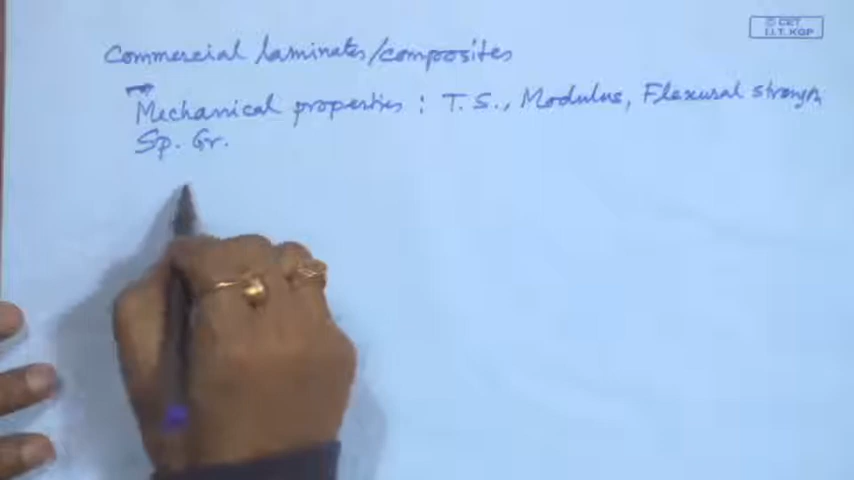 © CET
I.I.T. KGP
Commercial laminates/composites
Mechanical properties : T.S., Modulus, Flexural strength,
Sp. Gr.